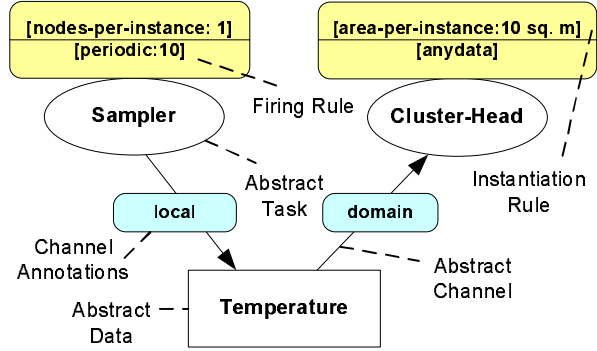 [nodes-per-instance: 1]
[periodic:10]
[area-per-instance:10 sq. m]
[anydata]
Sampler
Firing Rule
Cluster-Head
Abstract
Task
Instantiation
Rule
local
domain
Channel
Annotations
Abstract
Channel
Abstract
Data
Temperature